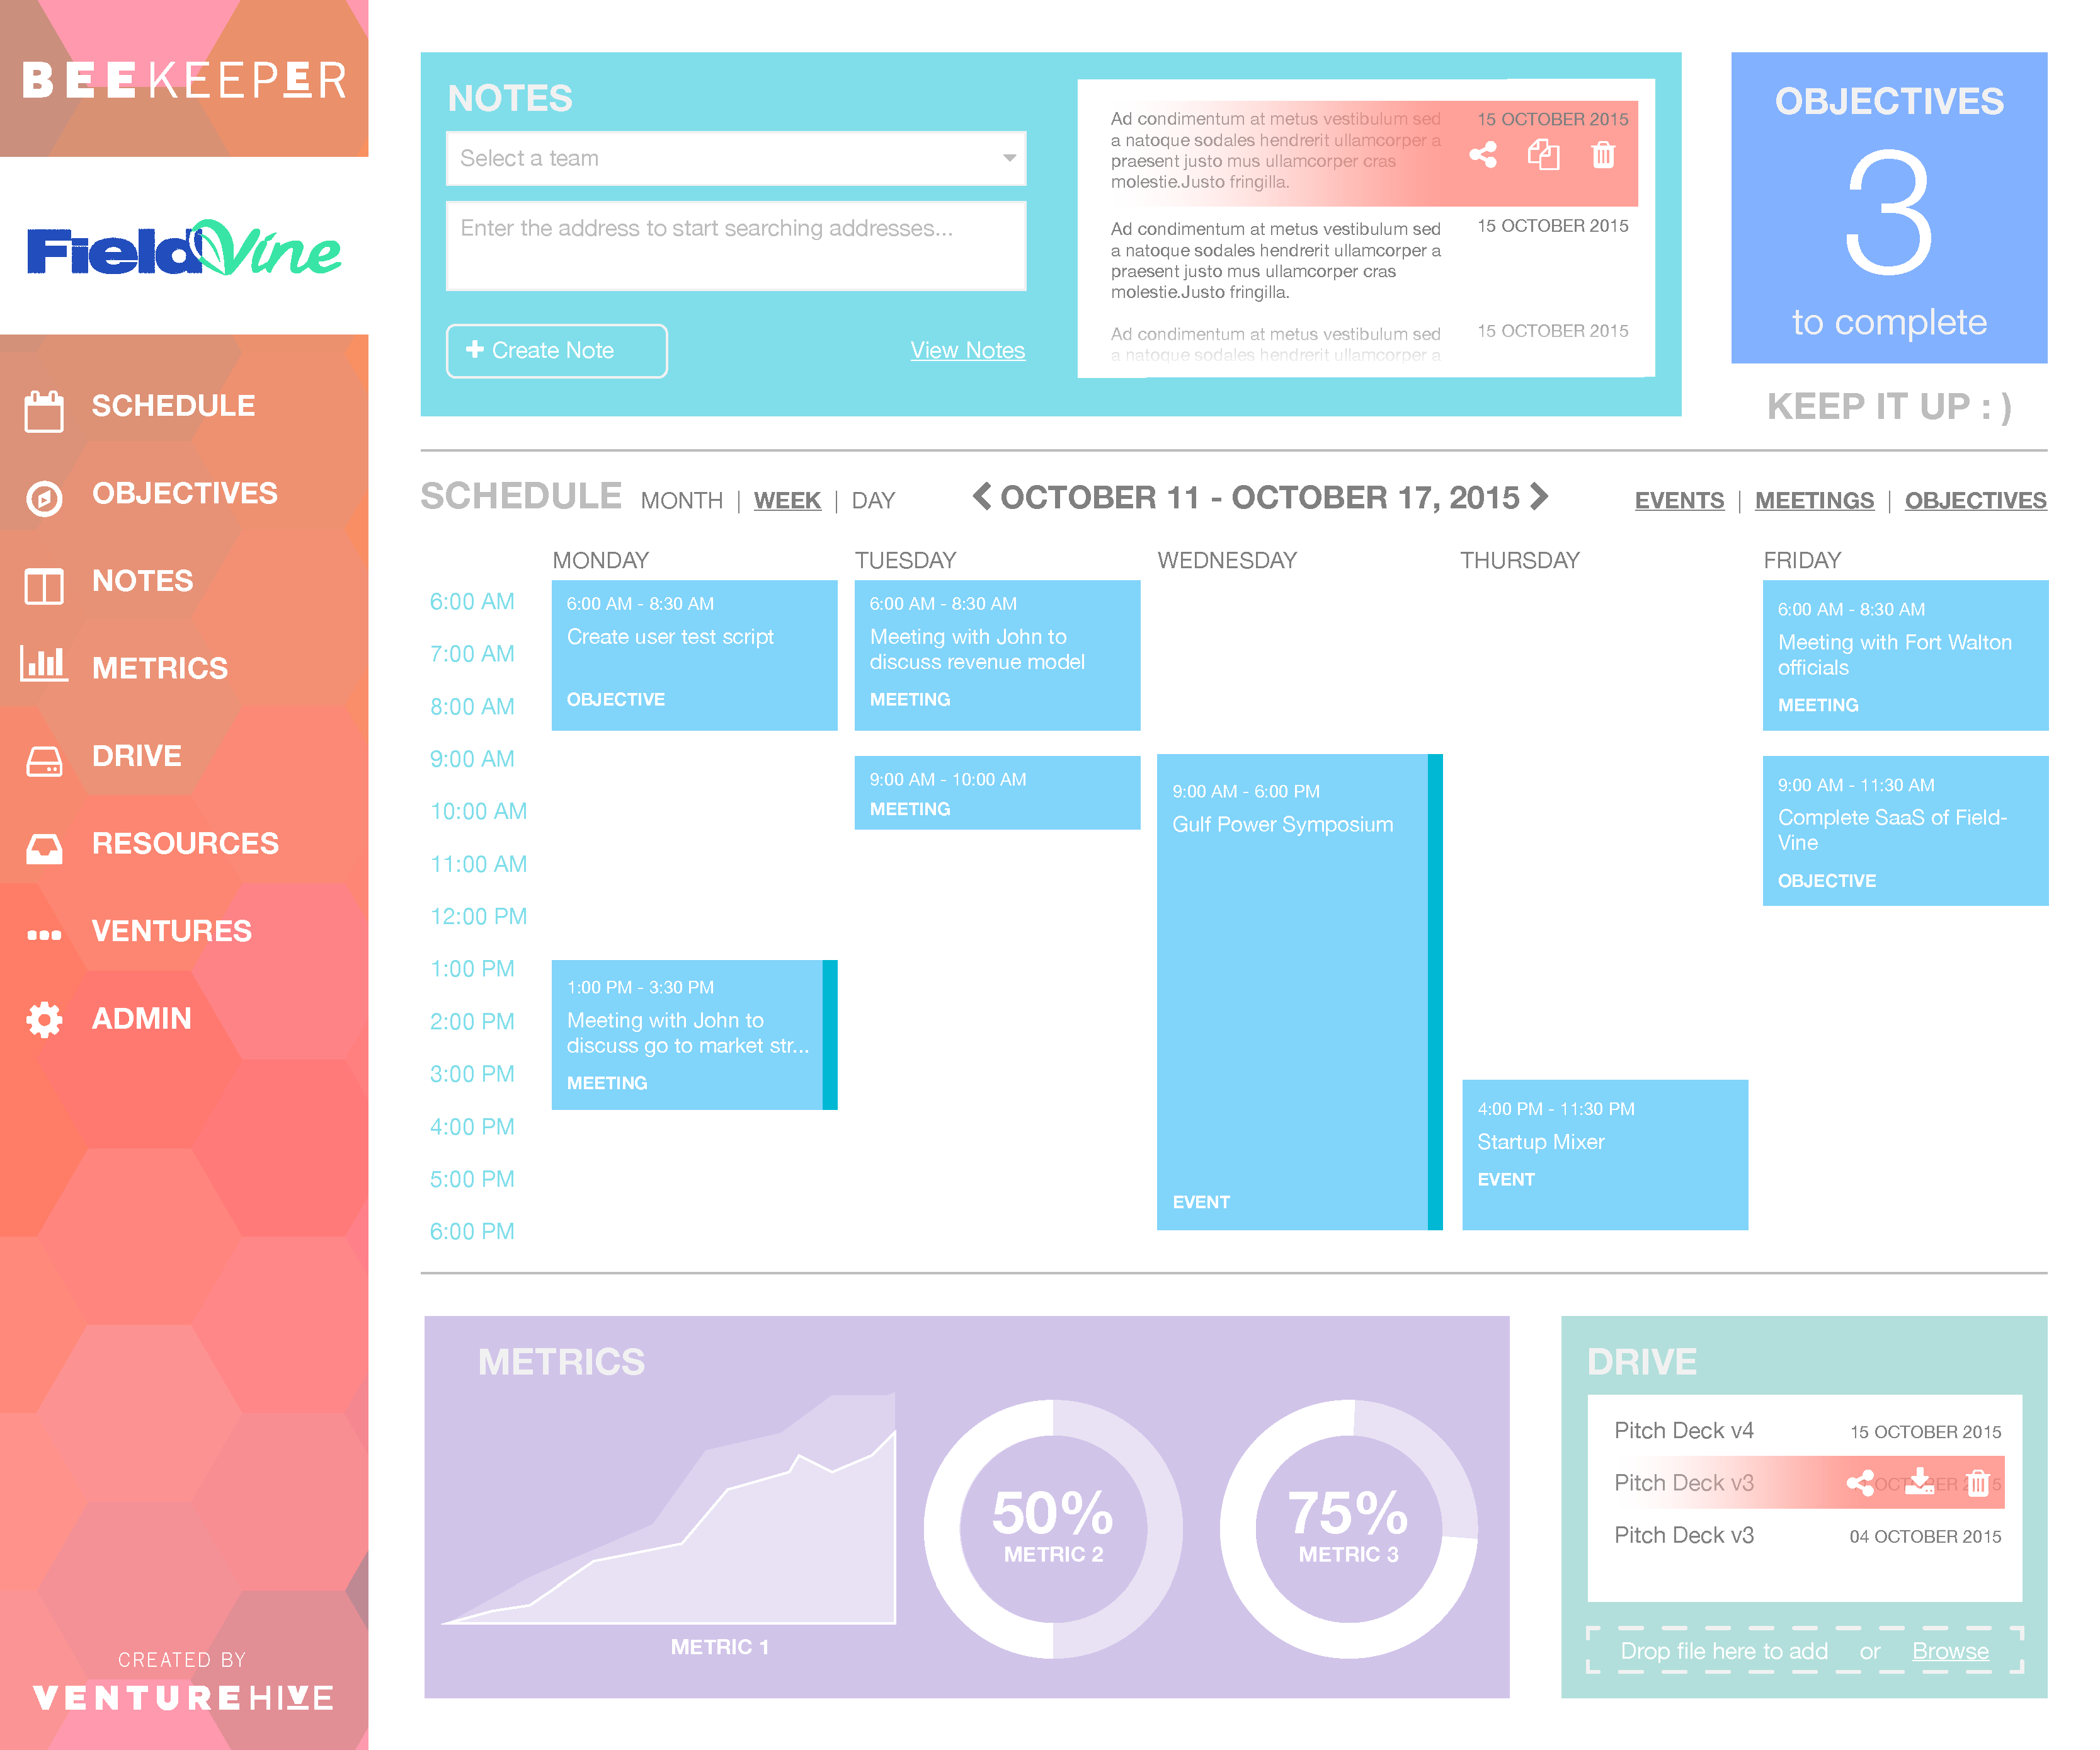 BEEKEEPER
FieldVine
SCHEDULE
OBJECTIVES
NOTES
METRICS
DRIVE
RESOURCES
VENTURES
ADMIN
CREATED BY
VENTUREHIVE
NOTES
Select a team
Enter the address to start searching addresses...
Create Note
View Notes
Ad condimentum at metus vestibulum sed
a natoque sodales hendrerit ullamcorper a
praesent justo mus ullamcorper cras
molestie.Justo fringilla.
15 OCTOBER 2015
Ad condimentum at metus vestibulum sed
a natoque sodales hendrerit ullamcorper a
praesent justo mus ullamcorper cras
molestie.Justo fringilla.
15 OCTOBER 2015
Ad condimentum at metus vestibulum sed
a natoque sodales hendrerit ullamcorper a
15 OCTOBER 2015
OBJECTIVES
3
to complete
KEEP IT UP : )
SCHEDULE
MONTH | WEEK | DAY
OCTOBER 11 - OCTOBER 17, 2015
EVENTS | MEETINGS | OBJECTIVES
MONDAY
TUESDAY
WEDNESDAY
THURSDAY
FRIDAY
6:00 AM
7:00 AM
8:00 AM
9:00 AM
10:00 AM
11:00 AM
12:00 PM
1:00 PM
2:00 PM
3:00 PM
4:00 PM
5:00 PM
6:00 PM
6:00 AM - 8:30 AM
Create user test script
OBJECTIVE
1:00 PM - 3:30 PM
Meeting with John to
discuss go to market str...
MEETING
6:00 AM - 8:30 AM
Meeting with John to
discuss revenue model
MEETING
9:00 AM - 10:00 AM
MEETING
9:00 AM - 6:00 PM
Gulf Power Symposium
EVENT
4:00 PM - 11:30 PM
Startup Mixer
EVENT
6:00 AM - 8:30 AM
Meeting with Fort Walton
officials
MEETING
9:00 AM - 11:30 AM
Complete SaaS of Field-
Vine
OBJECTIVE
METRICS
METRIC 1
50%
METRIC 2
75%
METRIC 3
DRIVE
Pitch Deck v4
15 OCTOBER 2015
Pitch Deck v3
Pitch Deck v3
04 OCTOBER 2015
Drop file here to add or Browse